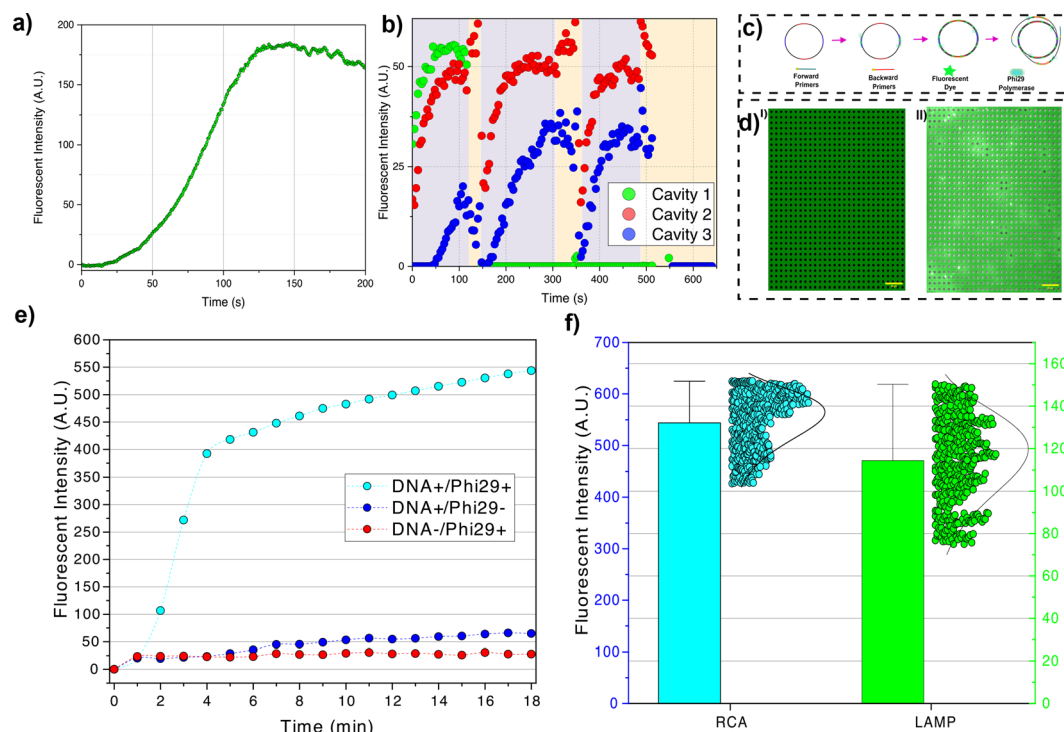 a)
Fluorescent Intensity (A.U.)
200
175
150
100
50
25
0
0
50
100
150
200
Time (s)
b)
Fluorescent Intensity (A.U.)
50
25
0
0
100
200
300
400
500
600
Time (s)
Cavity 1
Cavity 2
Cavity 3
c)
Forward Primers
Backward Primers
Fluorescent Dye
Phi29 Polymerase
d)
I)
II)
e)
Fluorescent Intensity (A.U.)
600
550
500
450
400
350
300
250
200
150
100
50
0
0
2
4
6
8
10
12
14
16
18
Time (min)
DNA+/Phi29+
DNA+/Phi29-
DNA-/Phi29+
f)
Fluorescent Intensity (A.U.)
700
600
500
400
300
200
100
0
160
140
120
100
80
60
40
20
0
RCA
LAMP